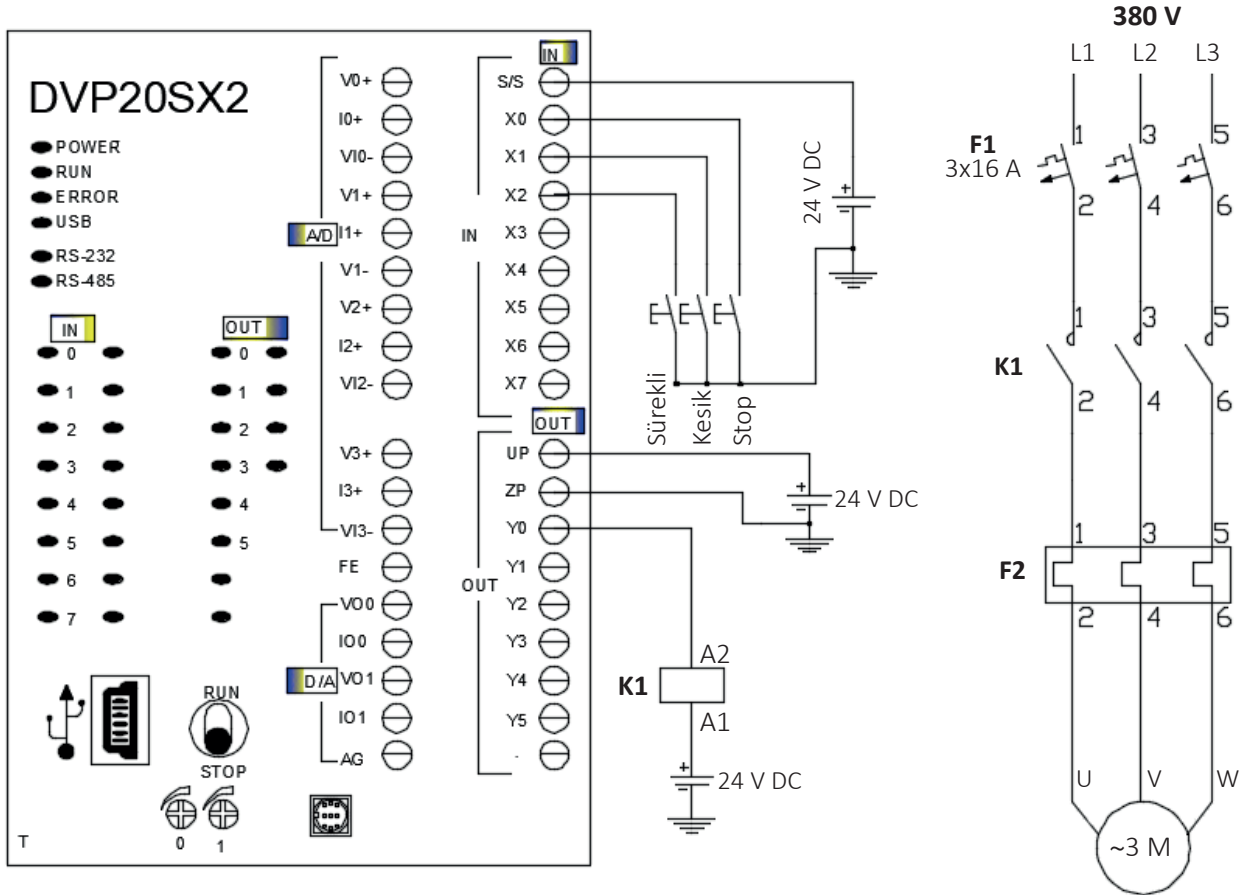 DVP20SX2
POWER
RUN
ERROR
USB
RS-232
RS-485
IN
0
1
2
3
4
5
6
7
OUT
0
1
2
3
4
5
RUN
STOP
0 1
T
V0+
I0+
VI0-
V1+
A/D
I1+
V1-
V2+
I2+
VI2-
V3+
I3+
VI3-
FE
VO0
IO0
D/A
VO1
IO1
AG
IN
S/S
X0
X1
X2
IN
X3
X4
X5
X6
X7
OUT
UP
ZP
Y0
Y1
OUT
Y2
Y3
Y4
Y5
-
24 V DC
+
-
Sürekli
Kesik
Stop
+
-
24 V DC
A2
K1
A1
+
-
24 V DC
380 V
L1 L2 L3
1 3 5
F1
3x16 A
2 4 6
1 3 5
K1
2 4 6
1 3 5
F2
2 4 6
U V W
~3 M